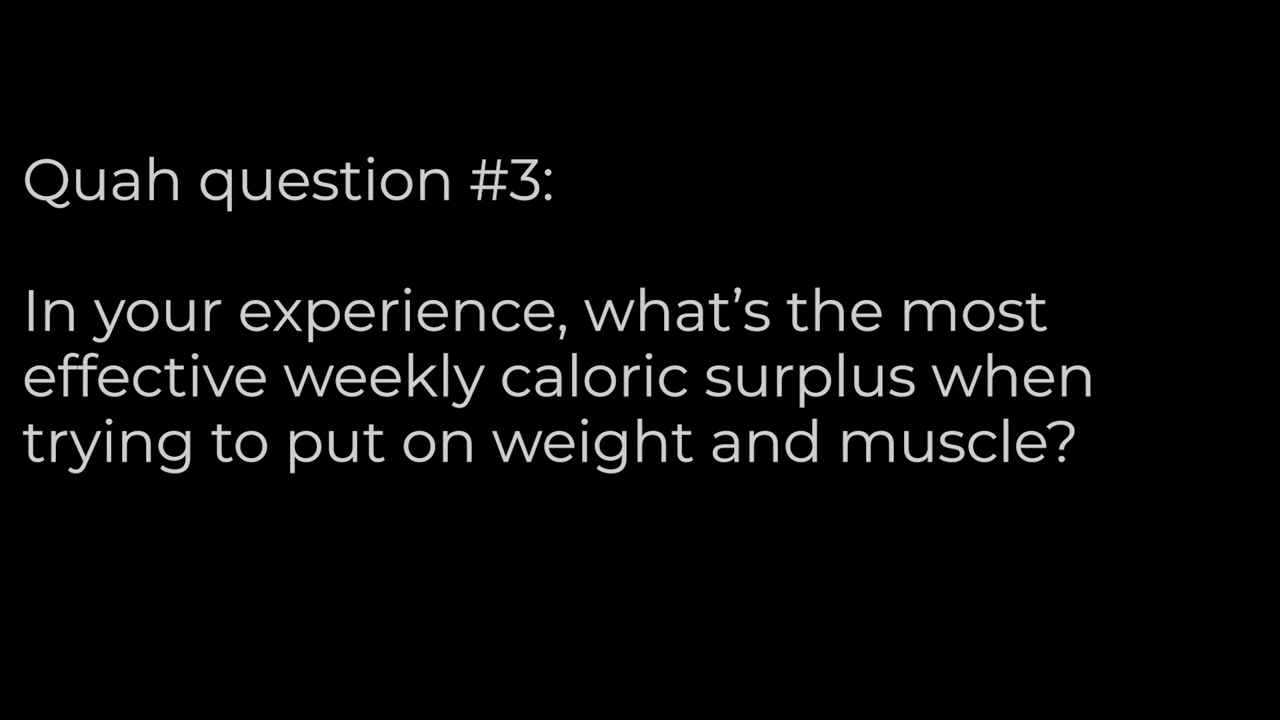 Quah question #3:
In your experience, what’s the most
effective weekly caloric surplus when
trying to put on weight and muscle?